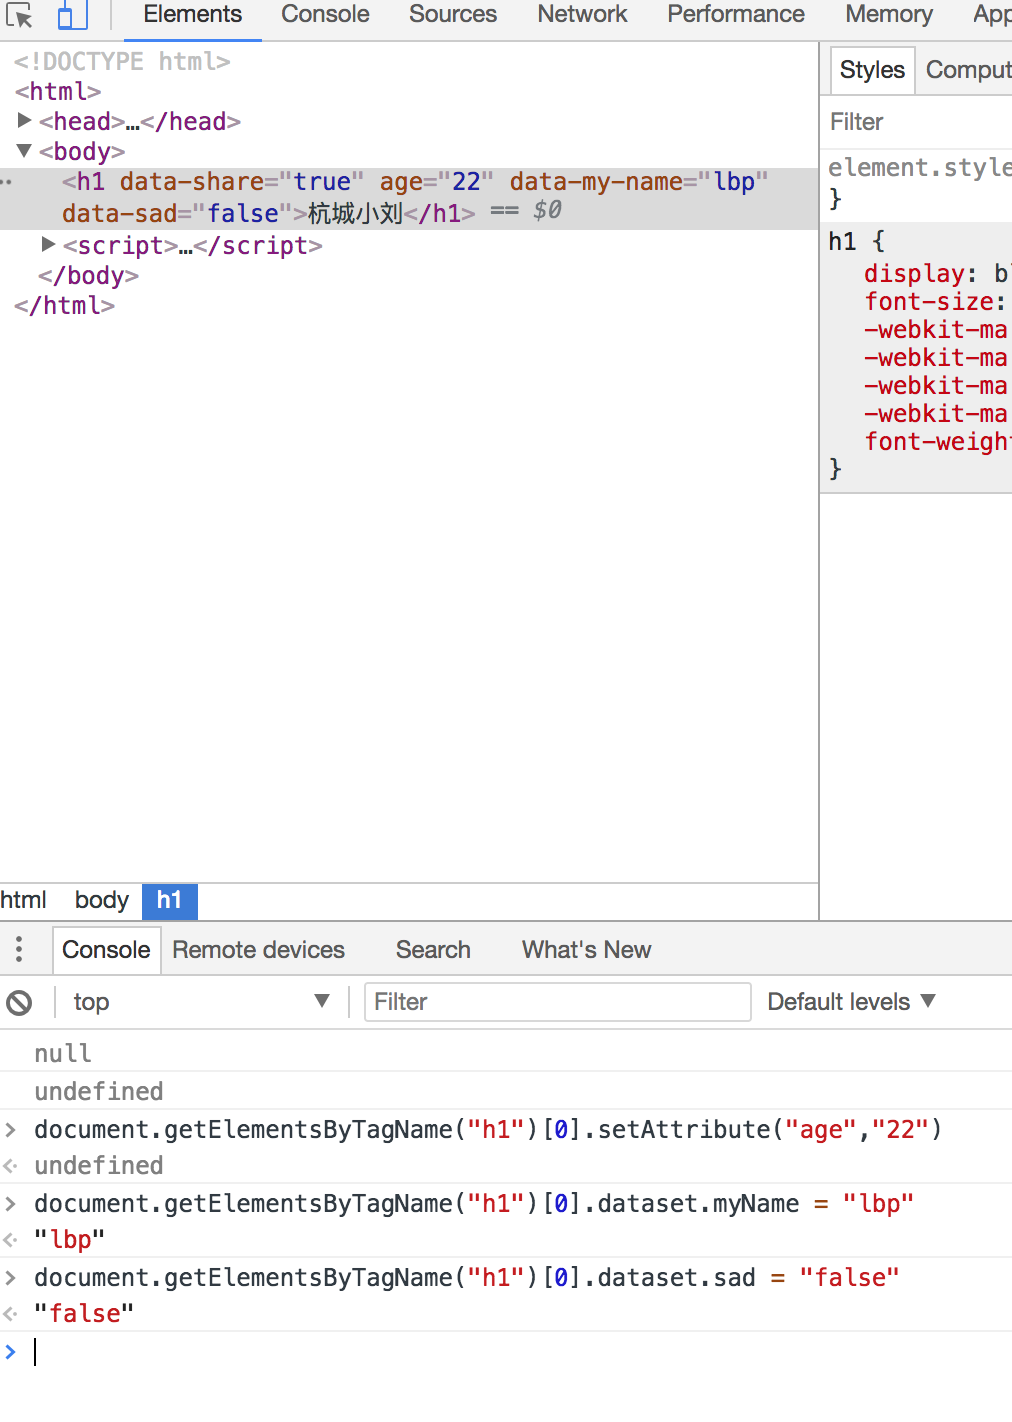 Elements Console Sources Network Performance Memory App
<!DOCTYPE html>
<html>
<head>…</head>
<body>
<h1 data-share="true" age="22" data-my-name="lbp"
data-sad="false">杭城小刘</h1> == $0
<script>…</script>
</body>
</html>
Styles Comput
Filter
element.style
}
h1 {
display: bl
font-size:
-webkit-ma
-webkit-ma
-webkit-ma
-webkit-ma
font-weight
}
html body h1
Console Remote devices Search What's New
top Filter Default levels
null
undefined
document.getElementsByTagName("h1")[0].setAttribute("age","22")
undefined
document.getElementsByTagName("h1")[0].dataset.myName = "lbp"
"lbp"
document.getElementsByTagName("h1")[0].dataset.sad = "false"
"false"